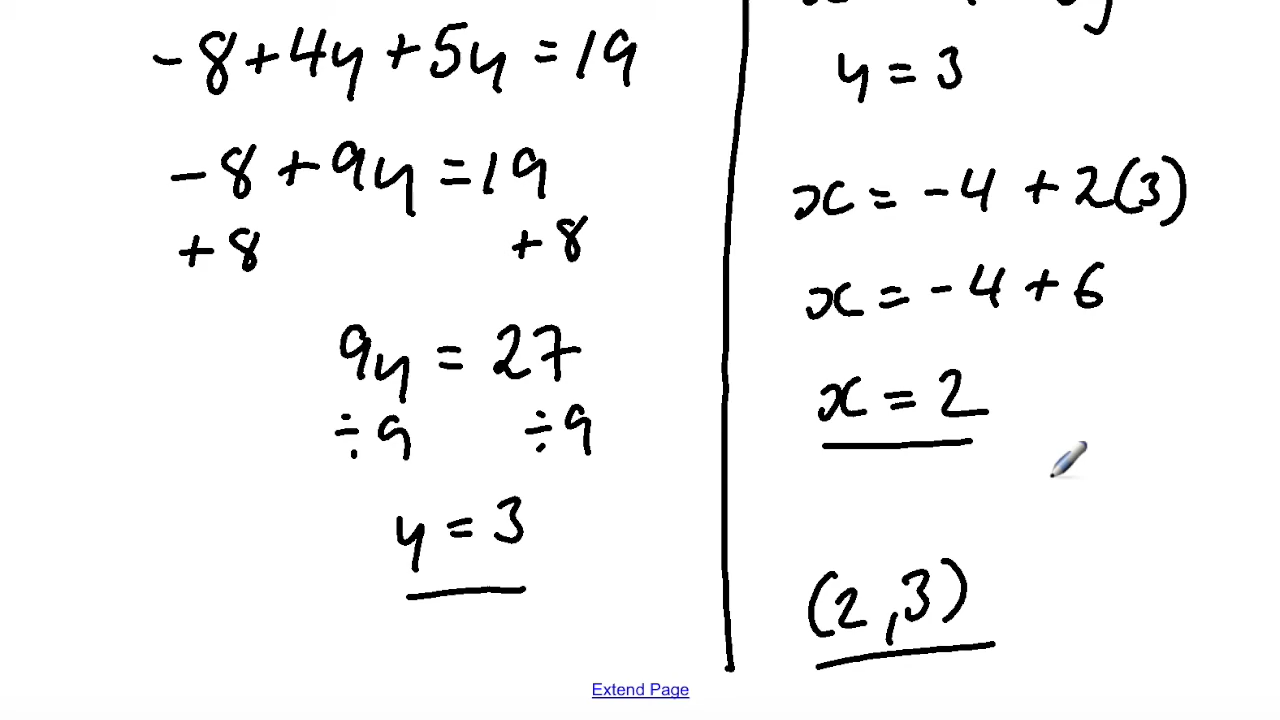 -8+4y+5y=19
-8+9y=19
+8 +8
9y=27
÷9 ÷9
y=3
y=3
x=-4+2(3)
x=-4+6
x=2
(2,3)
Extend Page